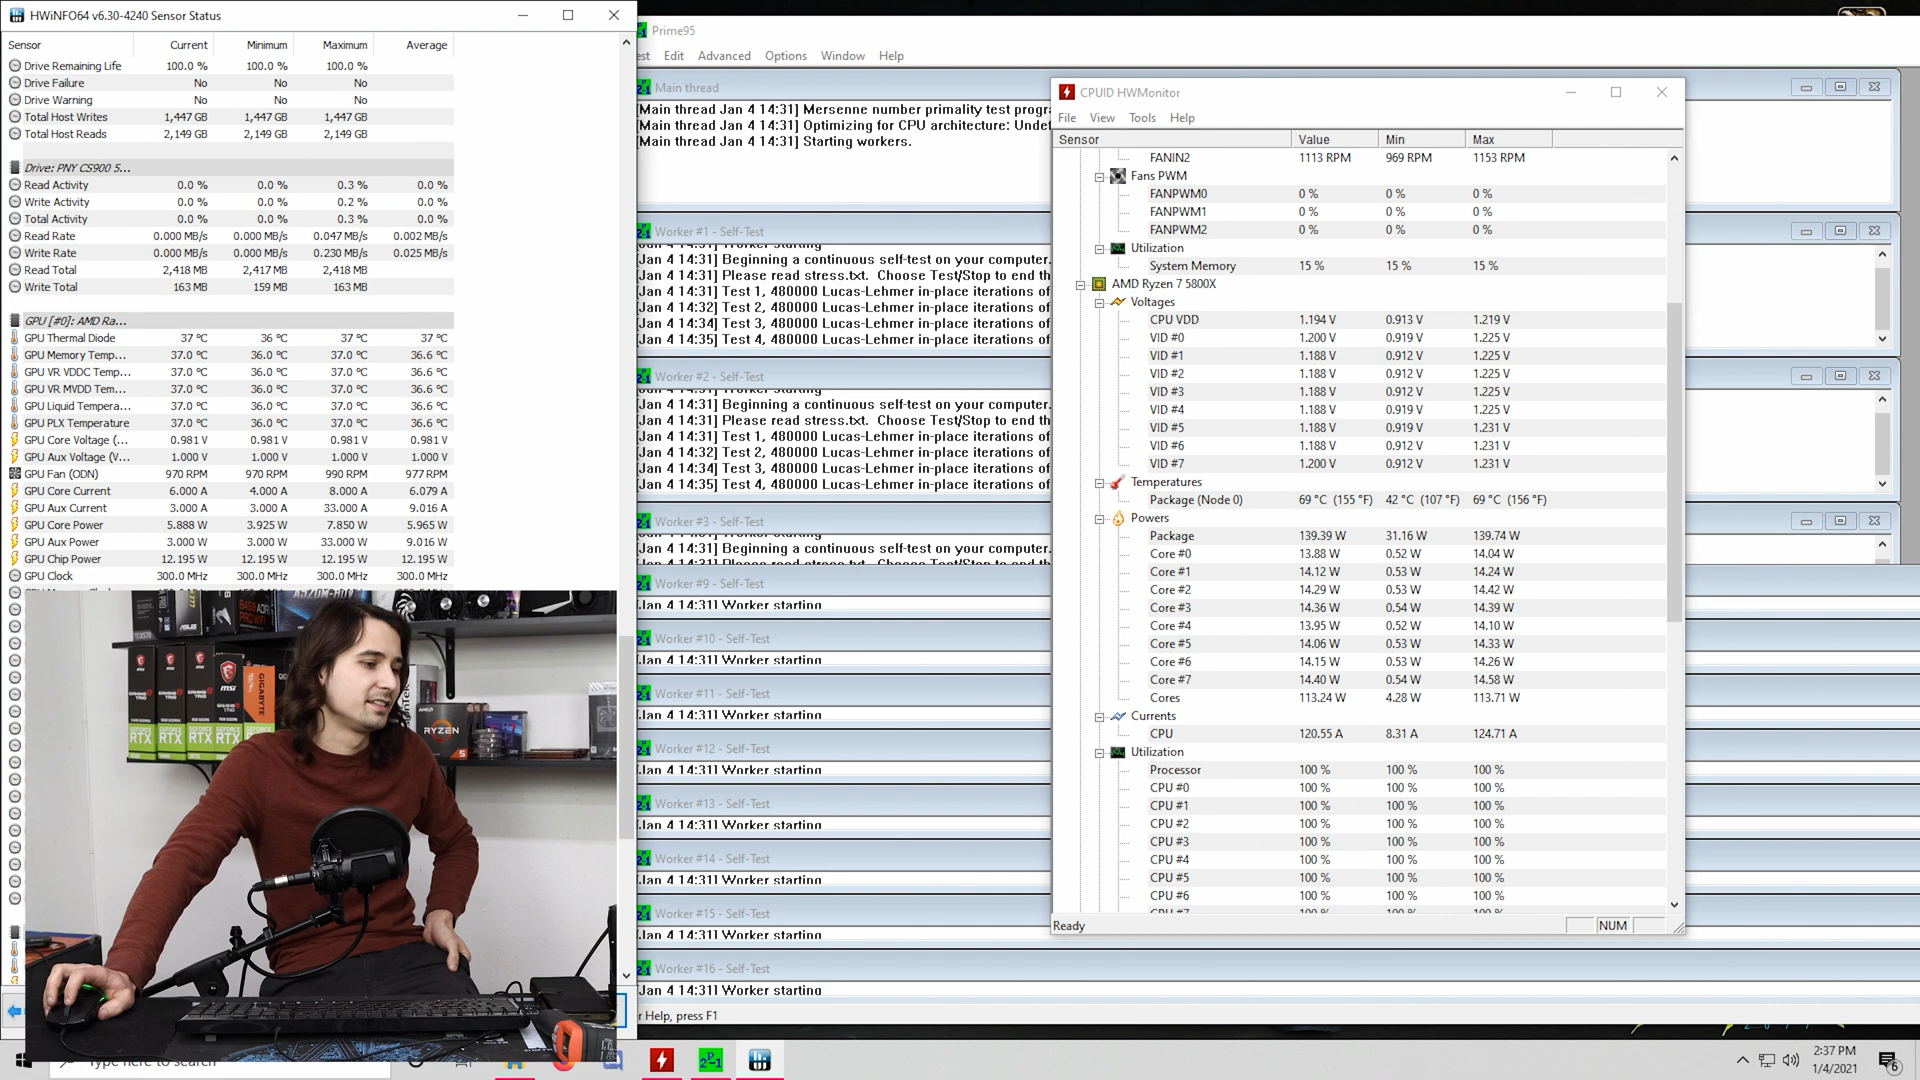 HWiNFO64 v6.30-4240 Sensor Status
Sensor Current Minimum Maximum Average
Drive Remaining Life 100.0 % 100.0 % 100.0 %
Drive Failure No No No
Drive Warning No No No
Total Host Writes 1,447 GB 1,447 GB 1,447 GB
Total Host Reads 2,149 GB 2,149 GB 2,149 GB
Drive: PNY CS900 5...
Read Activity 0.0 % 0.0 % 0.3 % 0.0 %
Write Activity 0.0 % 0.0 % 0.2 % 0.0 %
Total Activity 0.0 % 0.0 % 0.3 % 0.0 %
Read Rate 0.000 MB/s 0.000 MB/s 0.047 MB/s 0.002 MB/s
Write Rate 0.000 MB/s 0.000 MB/s 0.230 MB/s 0.025 MB/s
Read Total 2,418 MB 2,417 MB 2,418 MB
Write Total 163 MB 159 MB 163 MB
GPU [#0]: AMD Ra...
GPU Thermal Diode 37 °C 36 °C 37 °C 37 °C
GPU Memory Temp... 37.0 °C 36.0 °C 37.0 °C 36.6 °C
GPU VR VDDC Temp... 37.0 °C 36.0 °C 37.0 °C 36.6 °C
GPU VR MVDD Tem... 37.0 °C 36.0 °C 37.0 °C 36.6 °C
GPU Liquid Tempera... 37.0 °C 36.0 °C 37.0 °C 36.6 °C
GPU PLX Temperature 37.0 °C 36.0 °C 37.0 °C 36.6 °C
GPU Core Voltage (... 0.981 V 0.981 V 0.981 V 0.981 V
GPU Aux Voltage (V... 1.000 V 1.000 V 1.000 V 1.000 V
GPU Fan (ODN) 970 RPM 970 RPM 990 RPM 977 RPM
GPU Core Current 6.000 A 4.000 A 8.000 A 6.079 A
GPU Aux Current 3.000 A 3.000 A 33.000 A 9.016 A
GPU Core Power 5.888 W 3.925 W 7.850 W 5.965 W
GPU Aux Power 3.000 W 3.000 W 33.000 W 9.016 W
GPU Chip Power 12.195 W 12.195 W 12.195 W 12.195 W
GPU Clock 300.0 MHz 300.0 MHz 300.0 MHz 300.0 MHz
msi
GIGABYTE
GEFORCE RTX
GEFORCE RTX
GEFORCE RTX
GEFORCE RTX
GEFORCE RTX
AMD
RYZEN
5
Prime95
est Edit Advanced Options Window Help
Main thread
[Main thread Jan 4 14:31] Mersenne number primality test progra
[Main thread Jan 4 14:31] Optimizing for CPU architecture: Undef
[Main thread Jan 4 14:31] Starting workers.
Worker #1 - Self-Test
[Jan 4 14:31] Worker starting
[Jan 4 14:31] Beginning a continuous self-test on your computer.
[Jan 4 14:31] Please read stress.txt. Choose Test/Stop to end th
[Jan 4 14:31] Test 1, 480000 Lucas-Lehmer in-place iterations of
[Jan 4 14:32] Test 2, 480000 Lucas-Lehmer in-place iterations of
[Jan 4 14:34] Test 3, 480000 Lucas-Lehmer in-place iterations of
[Jan 4 14:35] Test 4, 480000 Lucas-Lehmer in-place iterations of
Worker #2 - Self-Test
[Jan 4 14:31] Worker starting
[Jan 4 14:31] Beginning a continuous self-test on your computer.
[Jan 4 14:31] Please read stress.txt. Choose Test/Stop to end th
[Jan 4 14:31] Test 1, 480000 Lucas-Lehmer in-place iterations of
[Jan 4 14:32] Test 2, 480000 Lucas-Lehmer in-place iterations of
[Jan 4 14:34] Test 3, 480000 Lucas-Lehmer in-place iterations of
[Jan 4 14:35] Test 4, 480000 Lucas-Lehmer in-place iterations of
Worker #3 - Self-Test
[Jan 4 14:31] Worker starting
[Jan 4 14:31] Beginning a continuous self-test on your computer.
Worker #9 - Self-Test
[Jan 4 14:31] Worker starting
Worker #10 - Self-Test
[Jan 4 14:31] Worker starting
Worker #11 - Self-Test
[Jan 4 14:31] Worker starting
Worker #12 - Self-Test
[Jan 4 14:31] Worker starting
Worker #13 - Self-Test
[Jan 4 14:31] Worker starting
Worker #14 - Self-Test
[Jan 4 14:31] Worker starting
Worker #15 - Self-Test
[Jan 4 14:31] Worker starting
Worker #16 - Self-Test
[Jan 4 14:31] Worker starting
r Help, press F1
CPUID HWMonitor
File View Tools Help
Sensor Value Min Max
FANIN2 1113 RPM 969 RPM 1153 RPM
Fans PWM
FANPWM0 0 % 0 % 0 %
FANPWM1 0 % 0 % 0 %
FANPWM2 0 % 0 % 0 %
Utilization
System Memory 15 % 15 % 15 %
AMD Ryzen 7 5800X
Voltages
CPU VDD 1.194 V 0.913 V 1.219 V
VID #0 1.200 V 0.919 V 1.225 V
VID #1 1.188 V 0.912 V 1.225 V
VID #2 1.188 V 0.912 V 1.225 V
VID #3 1.188 V 0.912 V 1.225 V
VID #4 1.188 V 0.919 V 1.225 V
VID #5 1.188 V 0.919 V 1.231 V
VID #6 1.188 V 0.912 V 1.231 V
VID #7 1.200 V 0.912 V 1.231 V
Temperatures
Package (Node 0) 69 °C (155 °F) 42 °C (107 °F) 69 °C (156 °F)
Powers
Package 139.39 W 31.16 W 139.74 W
Core #0 13.88 W 0.52 W 14.04 W
Core #1 14.12 W 0.53 W 14.24 W
Core #2 14.29 W 0.53 W 14.42 W
Core #3 14.36 W 0.54 W 14.39 W
Core #4 13.95 W 0.52 W 14.10 W
Core #5 14.06 W 0.53 W 14.33 W
Core #6 14.15 W 0.53 W 14.26 W
Core #7 14.40 W 0.54 W 14.58 W
Cores 113.24 W 4.28 W 113.71 W
Currents
CPU 120.55 A 8.31 A 124.71 A
Utilization
Processor 100 % 100 % 100 %
CPU #0 100 % 100 % 100 %
CPU #1 100 % 100 % 100 %
CPU #2 100 % 100 % 100 %
CPU #3 100 % 100 % 100 %
CPU #4 100 % 100 % 100 %
CPU #5 100 % 100 % 100 %
CPU #6 100 % 100 % 100 %
CPU #7 100 % 100 % 100 %
Ready NUM
Type here to search
2:37 PM
1/4/2021
6